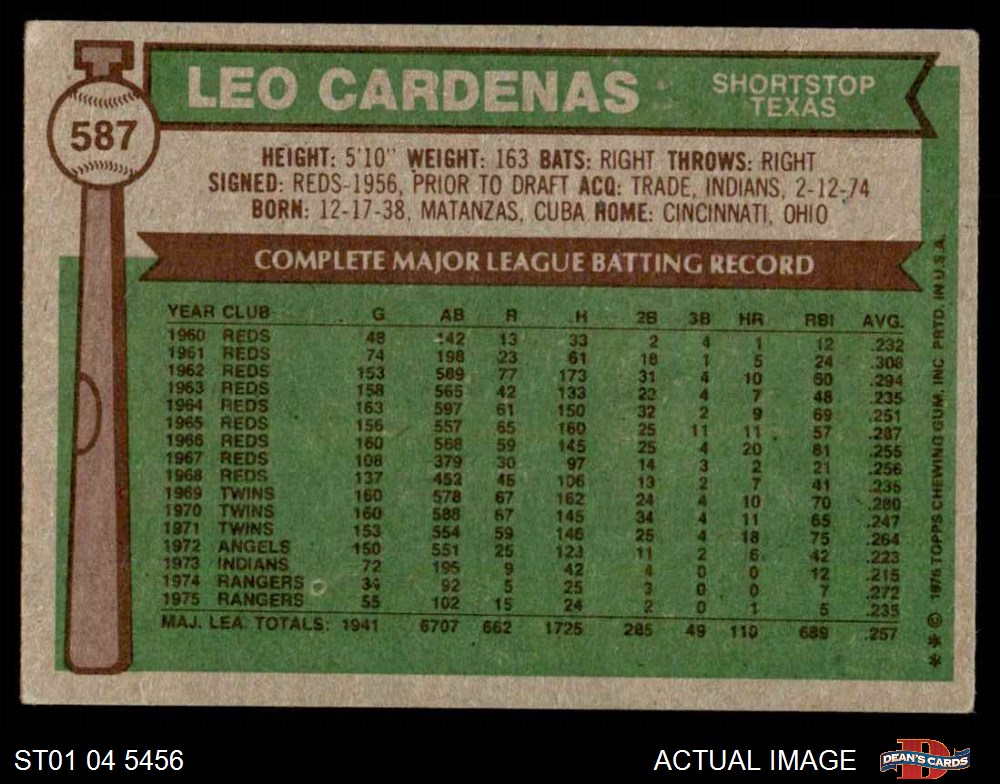 587
LEO CARDENAS
SHORTSTOP
TEXAS
HEIGHT: 5'10" WEIGHT: 163 BATS: RIGHT THROWS: RIGHT
SIGNED: REDS-1956, PRIOR TO DRAFT ACQ: TRADE, INDIANS, 2-12-74
BORN: 12-17-38, MATANZAS, CUBA HOME: CINCINNATI, OHIO
COMPLETE MAJOR LEAGUE BATTING RECORD
YEAR CLUB G AB R H 2B 3B HR RBI AVG.
1960 REDS 48 142 13 33 2 4 1 12 .232
1961 REDS 74 198 23 61 18 1 5 24 .308
1962 REDS 153 589 77 173 31 4 10 60 .294
1963 REDS 158 565 42 133 22 4 7 48 .235
1964 REDS 163 597 61 150 32 2 9 69 .251
1965 REDS 156 557 65 160 25 11 11 57 .287
1966 REDS 160 568 59 145 25 4 20 81 .255
1967 REDS 108 379 30 97 14 3 2 21 .256
1968 REDS 137 452 45 106 13 2 7 41 .235
1969 TWINS 160 578 67 162 24 4 10 70 .280
1970 TWINS 160 588 67 145 34 4 11 65 .247
1971 TWINS 153 554 59 146 25 4 18 75 .264
1972 ANGELS 150 551 25 123 11 2 6 42 .223
1973 INDIANS 72 195 9 42 4 0 0 12 .215
1974 RANGERS 34 92 5 25 3 0 0 7 .272
1975 RANGERS 55 102 15 24 2 0 1 5 .235
MAJ. LEA. TOTALS: 1941 6707 662 1725 285 49 110 689 .257
* * © 1976 TOPPS CHEWING GUM, INC. PRTD. IN U.S.A.
ST01 04 5456
ACTUAL IMAGE
D
DEAN'S CARDS